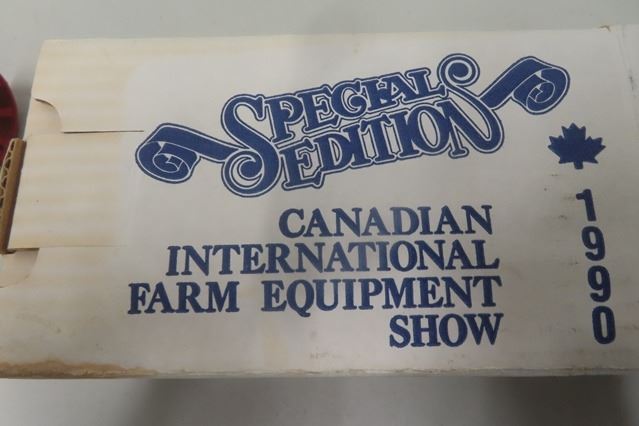 SPECIAL
EDITION
CANADIAN
INTERNATIONAL
FARM EQUIPMENT
SHOW
1990